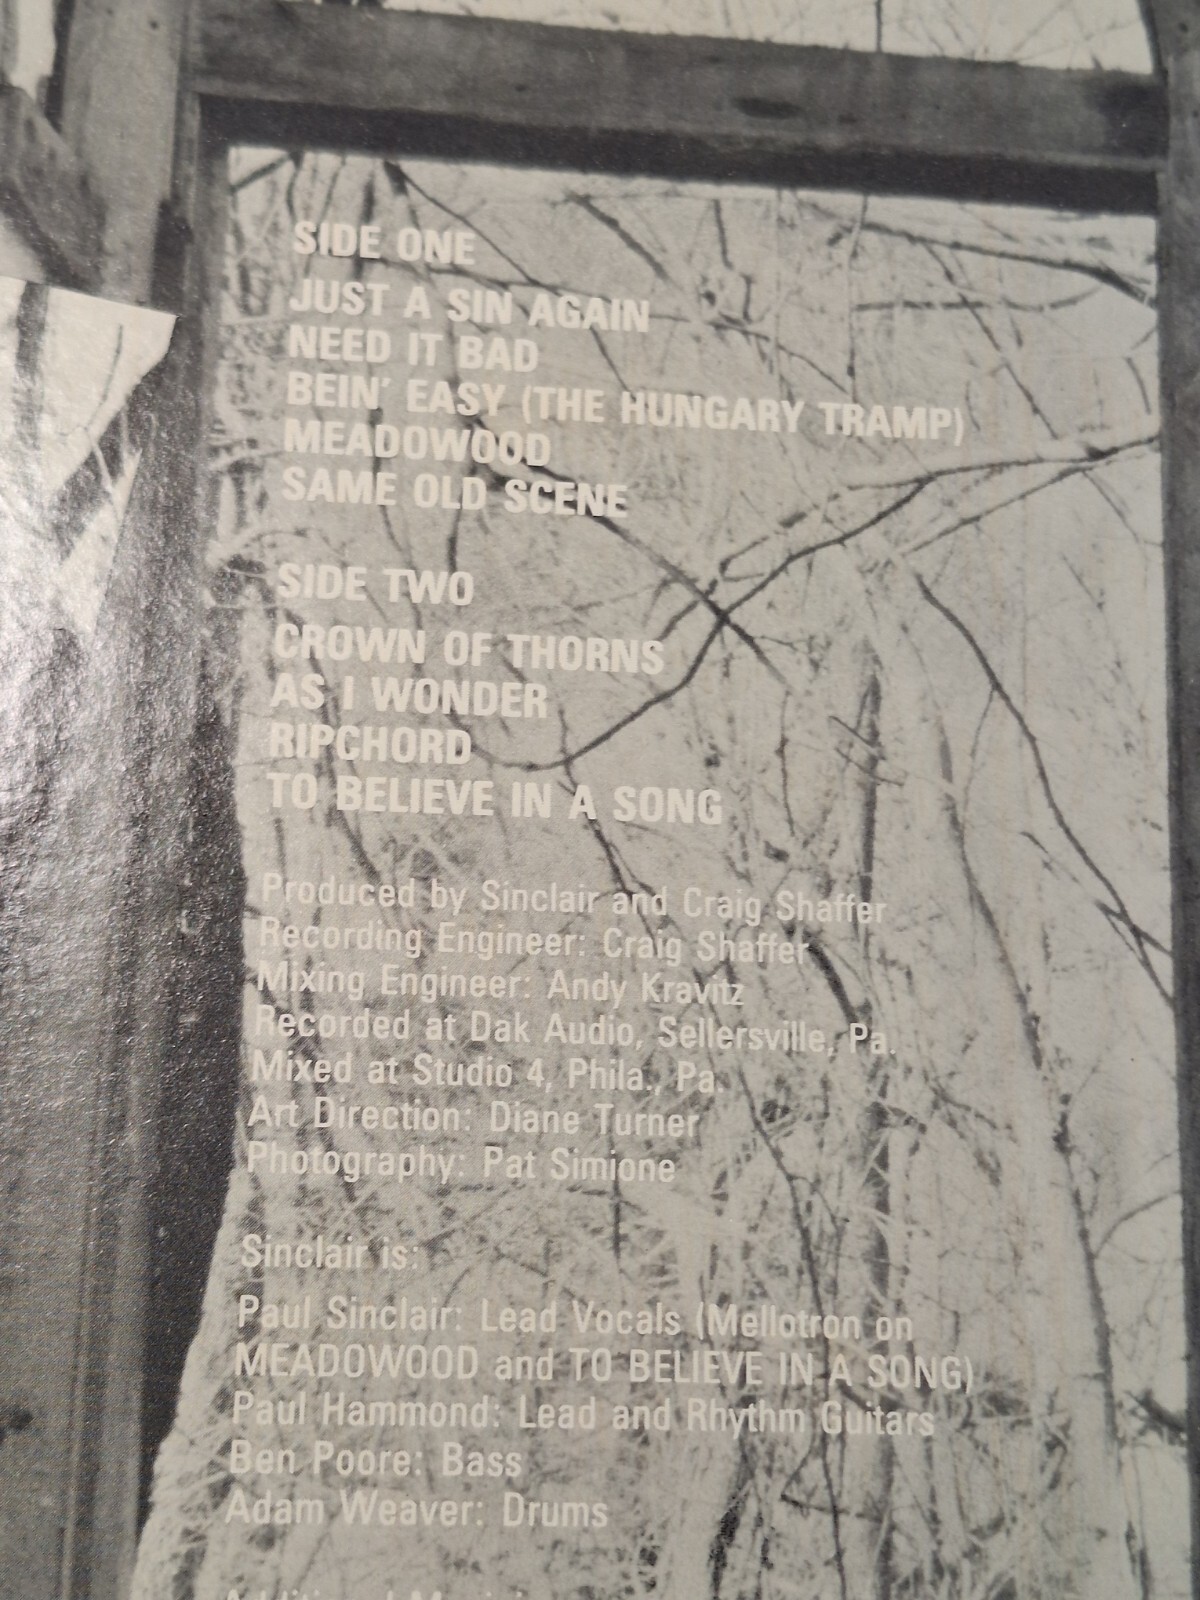 SIDE ONE
JUST A SIN AGAIN
NEED IT BAD
BEIN' EASY (THE HUNGARY TRAMP)
MEADOWOOD
SAME OLD SCENE
SIDE TWO
CROWN OF THORNS
AS I WONDER
RIPCHORD
TO BELIEVE IN A SONG
Produced by Sinclair and Craig Shaffer
Recording Engineer: Craig Shaffer
Mixing Engineer: Andy Kravitz
Recorded at Dak Audio, Sellersville, Pa.
Mixed at Studio 4, Phila., Pa.
Art Direction: Diane Turner
Photography: Pat Simione
Sinclair is:
Paul Sinclair: Lead Vocals (Mellotron on
MEADOWOOD and TO BELIEVE IN A SONG)
Paul Hammond: Lead and Rhythm Guitars
Ben Poore: Bass
Adam Weaver: Drums